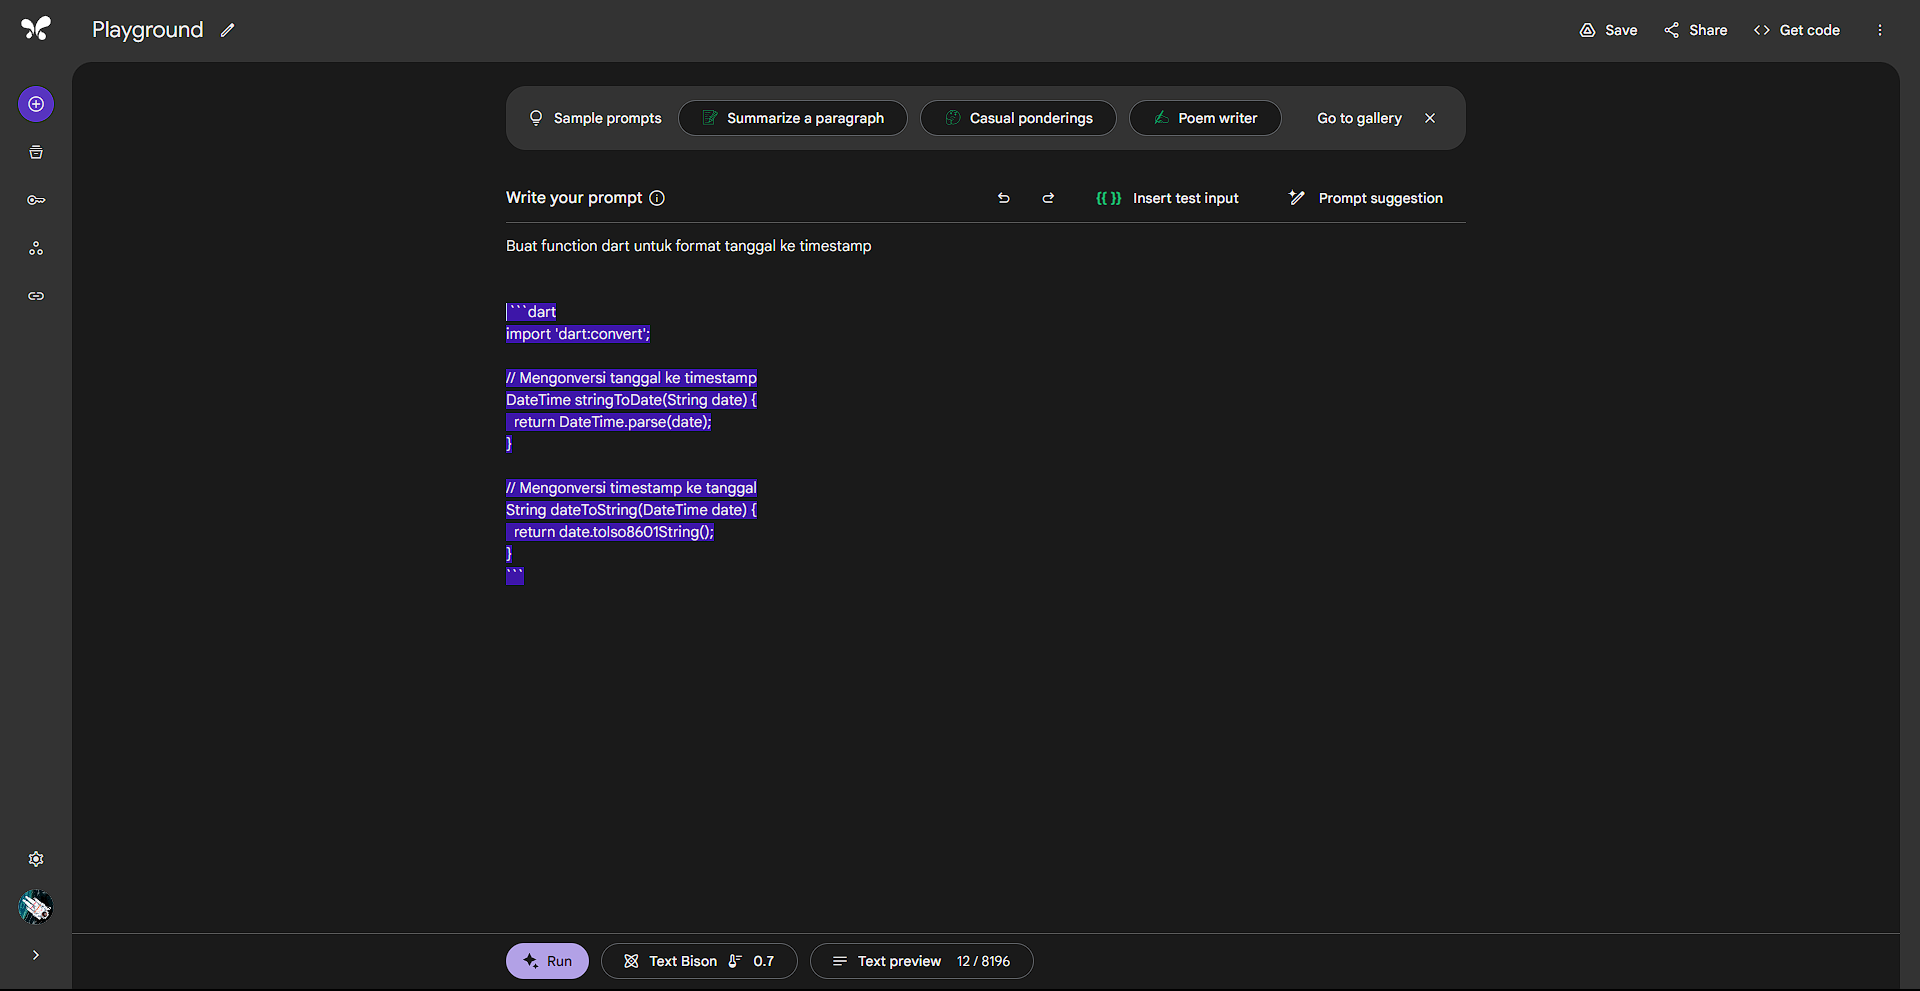 Playground
Save
Share
Get code
Sample prompts
Summarize a paragraph
Casual ponderings
Poem writer
Go to gallery
Write your prompt
{{ }} Insert test input
Prompt suggestion
Buat function dart untuk format tanggal ke timestamp
```dart
import 'dart:convert';
// Mengonversi tanggal ke timestamp
DateTime stringToDate(String date) {
  return DateTime.parse(date);
}
// Mengonversi timestamp ke tanggal
String dateToString(DateTime date) {
  return date.toIso8601String();
}
```
Run
Text Bison 0.7
Text preview 12 / 8196